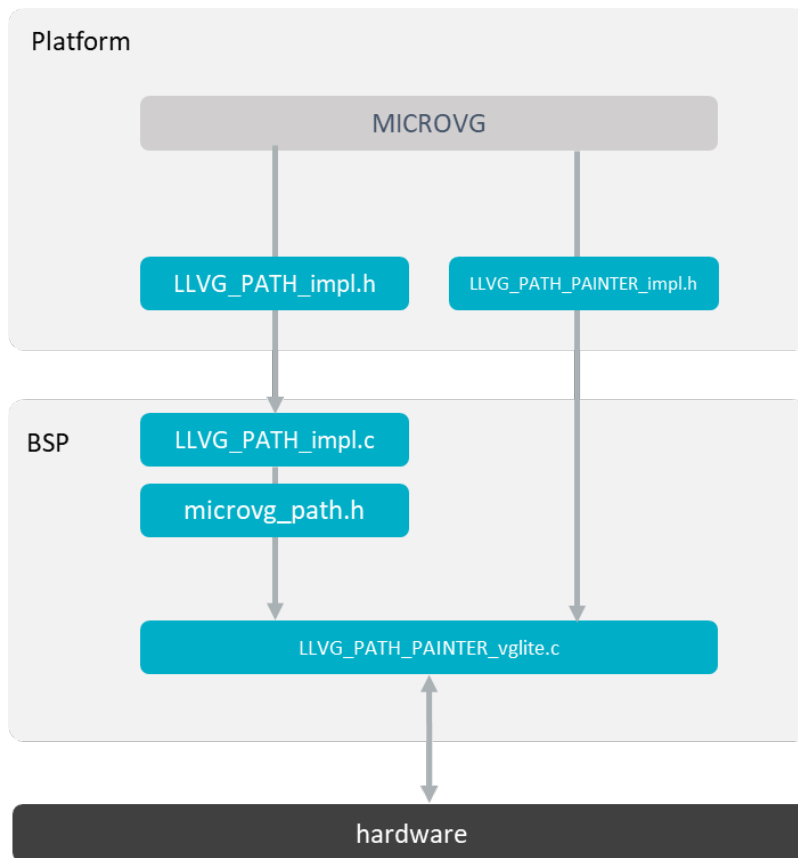 Platform
MICROVG
LLVG_PATH_impl.h
LLVG_PATH_PAINTER_impl.h
BSP
LLVG_PATH_impl.c
microvg_path.h
LLVG_PATH_PAINTER_vglite.c
hardware